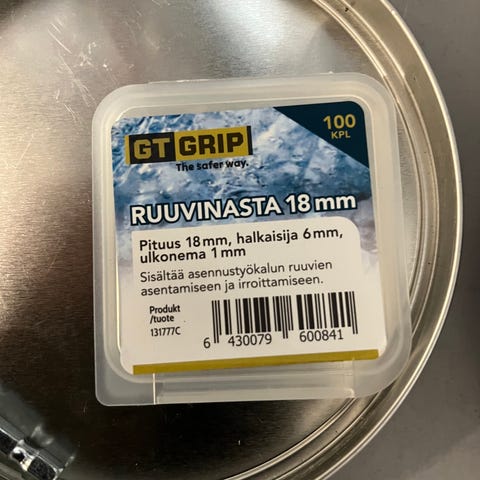 100
KPL
GT GRIP
The safer way.
RUUVINASTA 18 mm
Pituus 18 mm, halkaisija 6 mm,
ulkonema 1 mm
Sisältää asennustyökalun ruuvien
asentamiseen ja irroittamiseen.
Produkt
/tuote
131777C
6 430079 600841